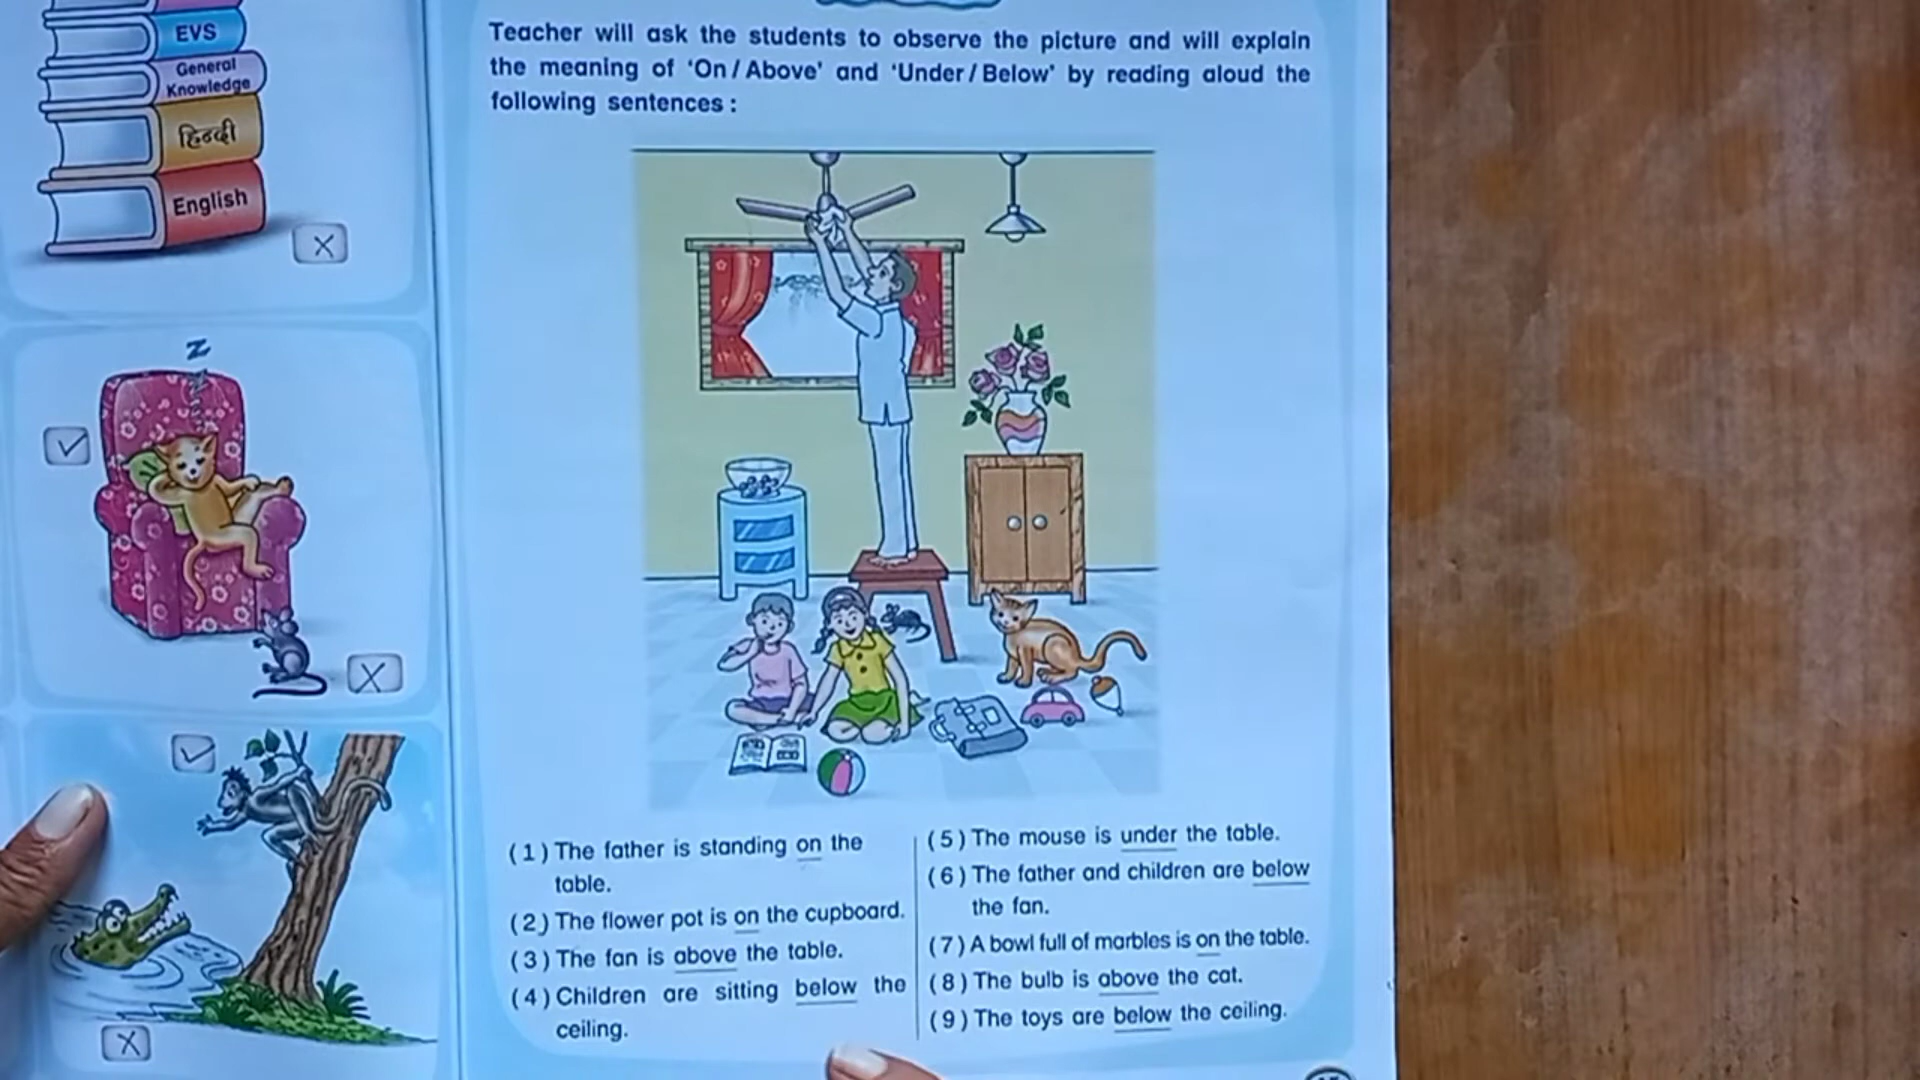 EVS
General
Knowledge
हिन्दी
English
Z
Teacher will ask the students to observe the picture and will explain
the meaning of ‘On / Above’ and ‘Under / Below’ by reading aloud the
following sentences :
(1) The father is standing on the
table.
(2) The flower pot is on the cupboard.
(3) The fan is above the table.
(4) Children are sitting below the
ceiling.
(5) The mouse is under the table.
(6) The father and children are below
the fan.
(7) A bowl full of marbles is on the table.
(8) The bulb is above the cat.
(9) The toys are below the ceiling.